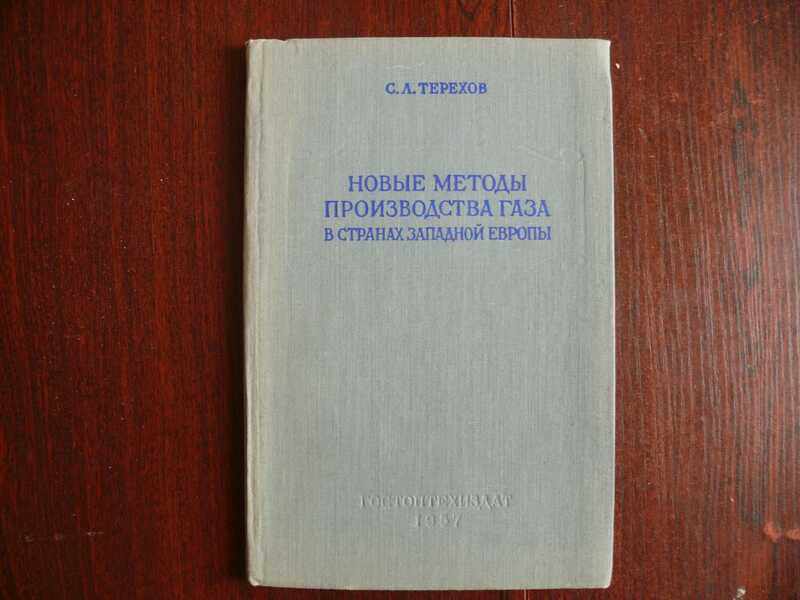 С. Л. ТЕРЕХОВ
НОВЫЕ МЕТОДЫ
ПРОИЗВОДСТВА ГАЗА
В СТРАНАХ ЗАПАДНОЙ ЕВРОПЫ
ГОСТОПТЕХИЗДАТ
1957